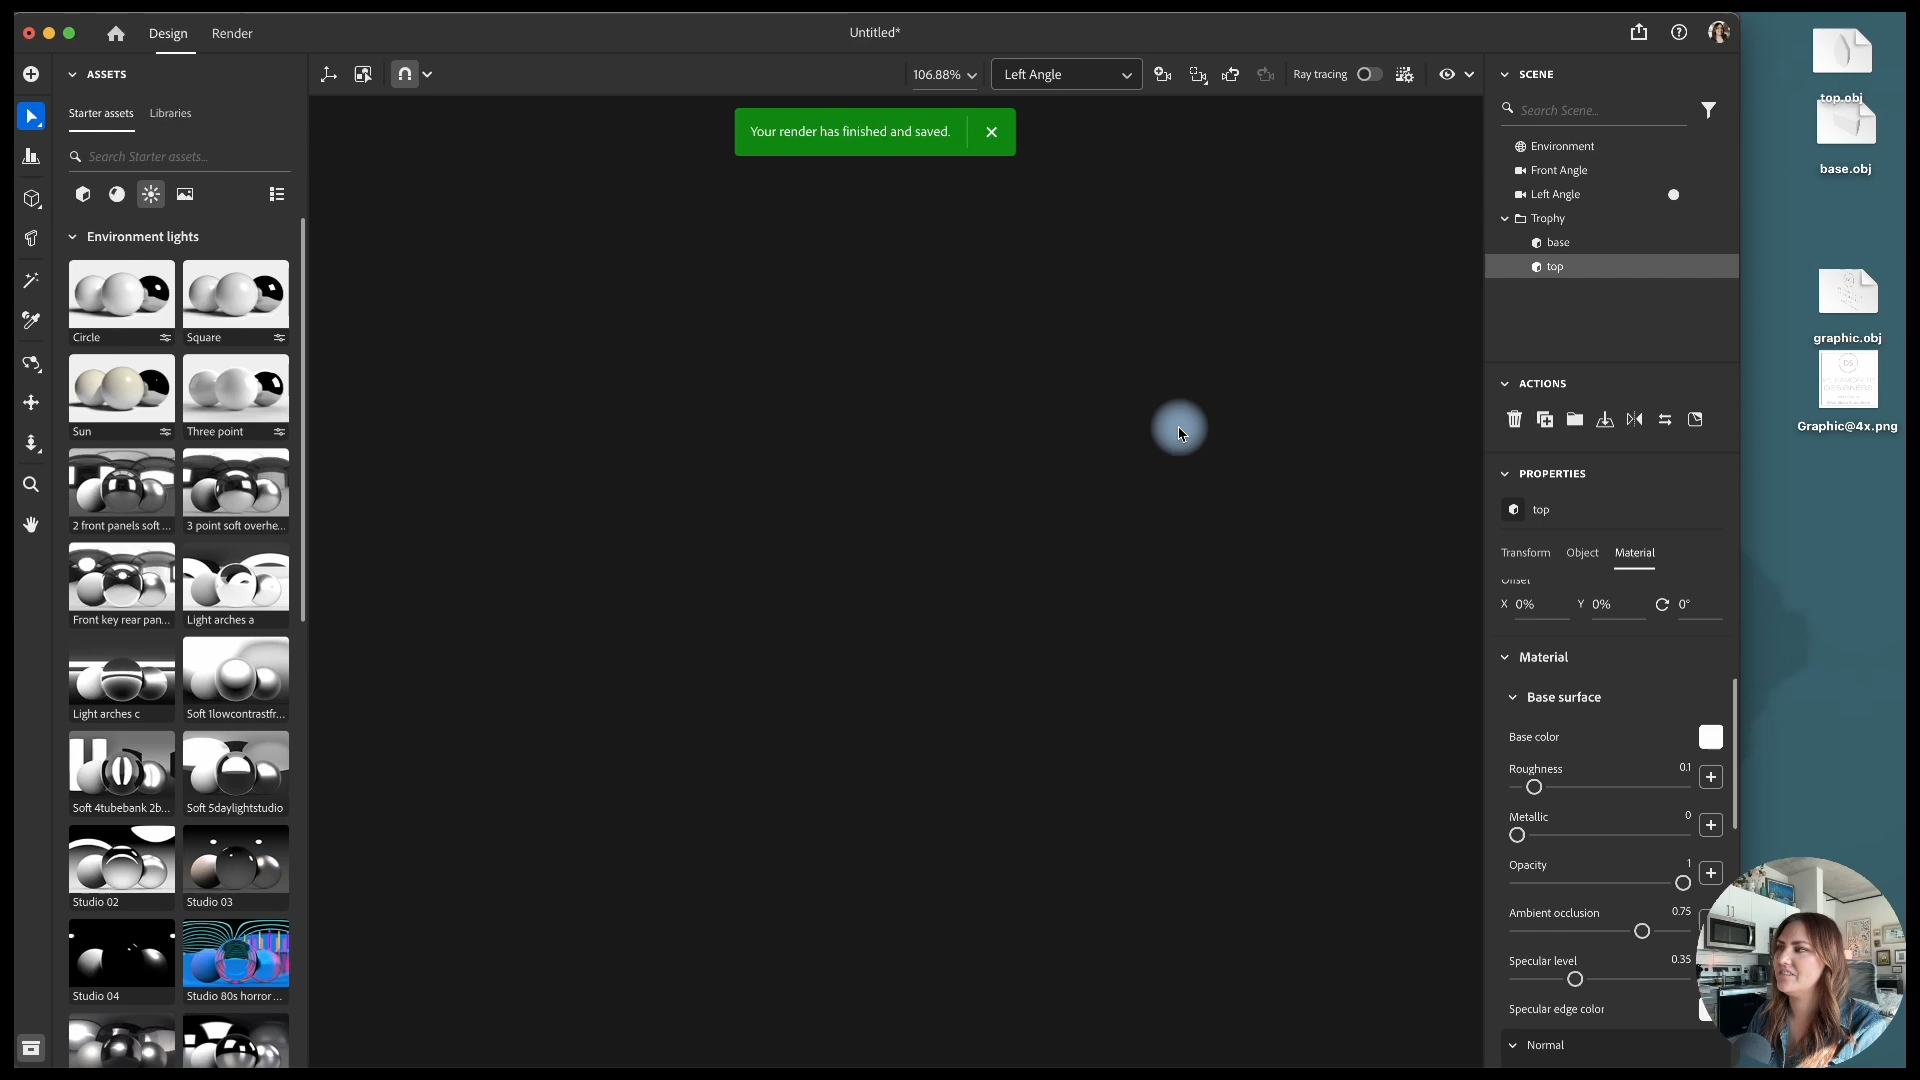 Design
Render
Untitled*
ASSETS
106.88%
Left Angle
Ray tracing
Starter assets
Libraries
Search Starter assets...
Your render has finished and saved.
Environment lights
Circle
Square
Sun
Three point
2 front panels soft ...
3 point soft overhe...
Front key rear pan...
Light arches a
Light arches c
Soft 1lowcontrastfr...
Soft 4tubebank 2b...
Soft 5daylightstudio
Studio 02
Studio 03
Studio 04
Studio 80s horror ...
SCENE
Search Scene...
Environment
Front Angle
Left Angle
Trophy
base
top
ACTIONS
PROPERTIES
top
Transform
Object
Material
Offset
X 0%
Y 0%
0°
Material
Base surface
Base color
Roughness
0.1
Metallic
0
Opacity
1
Ambient occlusion
0.75
Specular level
0.35
Specular edge color
Normal
top.obj
base.obj
graphic.obj
DS
DESIGNERS
Graphic@4x.png